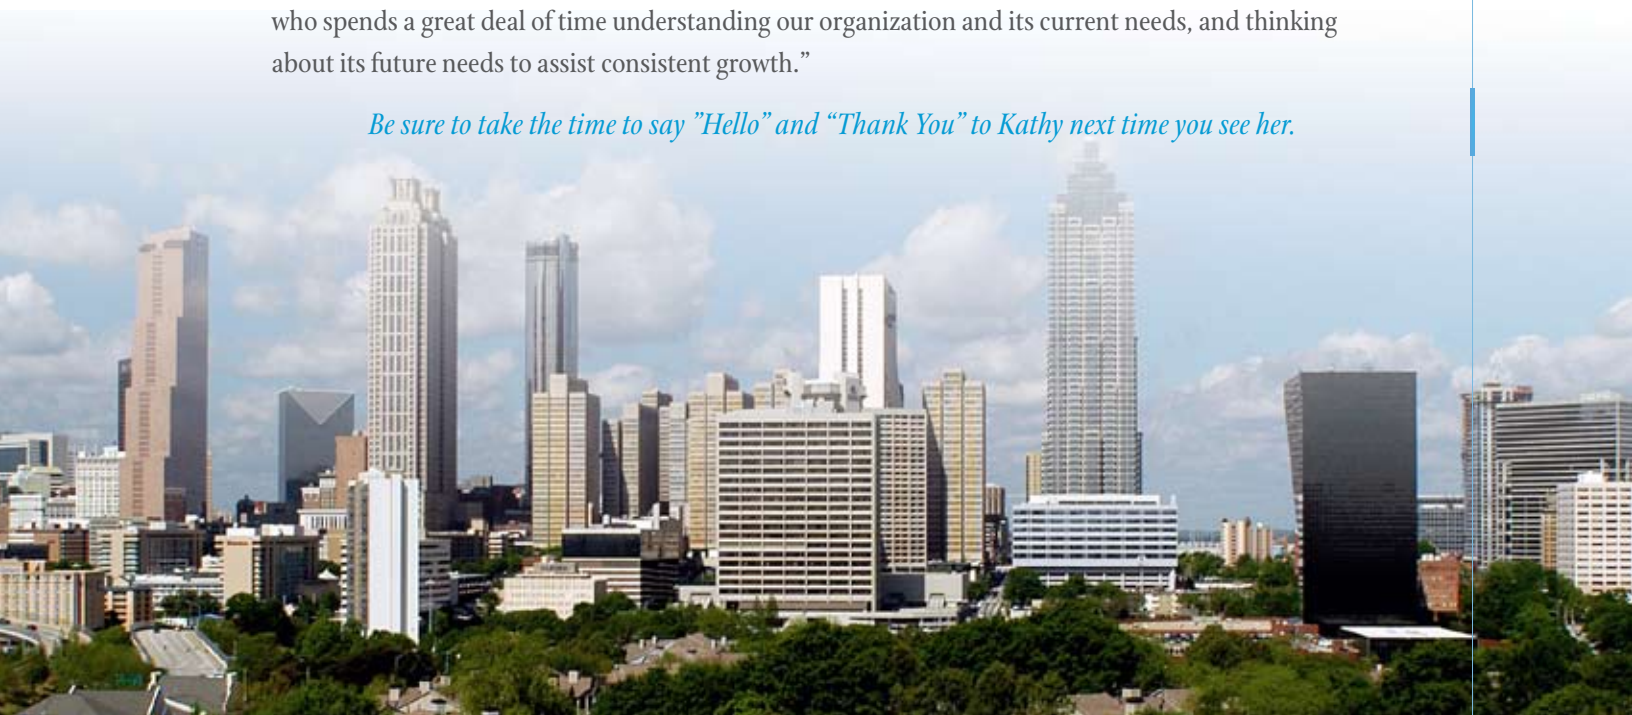 who spends a great deal of time understanding our organization and its current needs, and thinking
about its future needs to assist consistent growth.”
Be sure to take the time to say ”Hello” and “Thank You” to Kathy next time you see her.